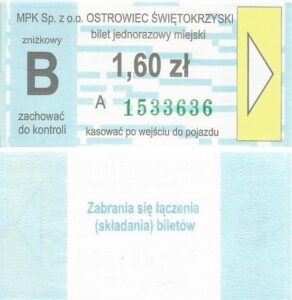 MPK Sp. z o.o. OSTROWIEC ŚWIĘTOKRZYSKI
zniżkowy
bilet jednorazowy miejski
B
1,60 zł
A 1533636
zachować
do kontroli
kasować po wejściu do pojazdu
Zabrania się łączenia
(składania) biletów